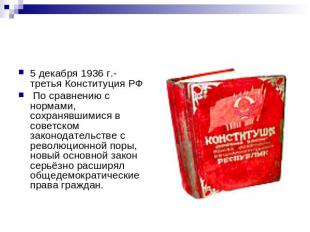 5 декабря 1936 г.-
третья Конституция РФ
По сравнению с
нормами,
сохранявшимися в
советском
законодательстве с
революционной поры,
новый основной закон
серьёзно расширял
общедемократические
права граждан.
КОНСТИТУЦИЯ
РЕСПУБЛИК